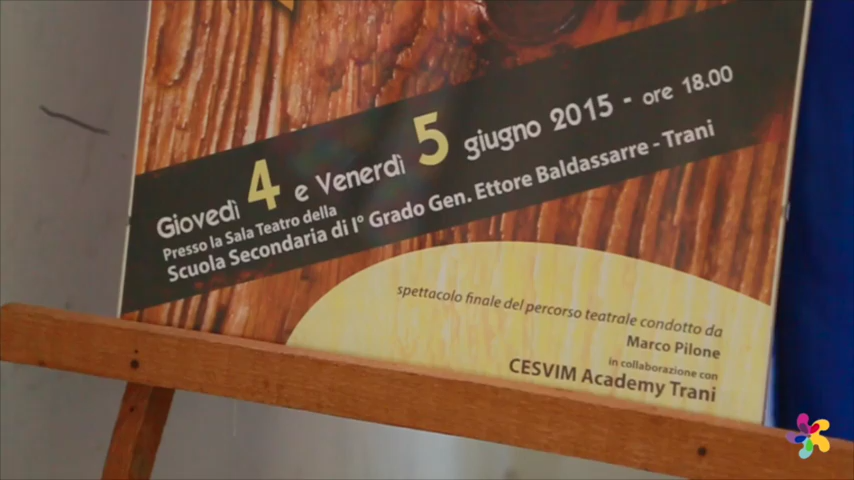 Giovedì 4 e Venerdì 5 giugno 2015 - ore 18.00
Presso la Sala Teatro della
Scuola Secondaria di I° Grado Gen. Ettore Baldassarre - Trani
spettacolo finale del percorso teatrale condotto da
Marco Pilone
in collaborazione con
CESVIM Academy Trani